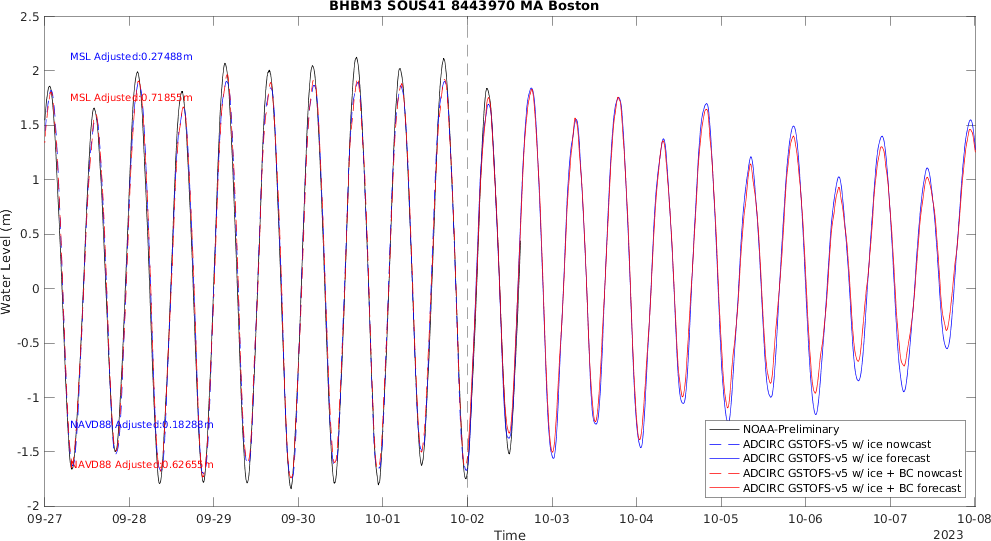 BHBM3 SOUS41 8443970 MA Boston
2.5
2
1.5
1
0.5
0
-0.5
-1
-1.5
-2
Water Level (m)
MSL Adjusted:0.27488m
MSL Adjusted:0.71855m
NAVD88 Adjusted:0.18288m
NAVD88 Adjusted:0.62655m
NOAA-Preliminary
ADCIRC GSTOFS-v5 w/ ice nowcast
ADCIRC GSTOFS-v5 w/ ice forecast
ADCIRC GSTOFS-v5 w/ ice + BC nowcast
ADCIRC GSTOFS-v5 w/ ice + BC forecast
09-27 09-28 09-29 09-30 10-01 10-02 10-03 10-04 10-05 10-06 10-07 10-08
Time
2023